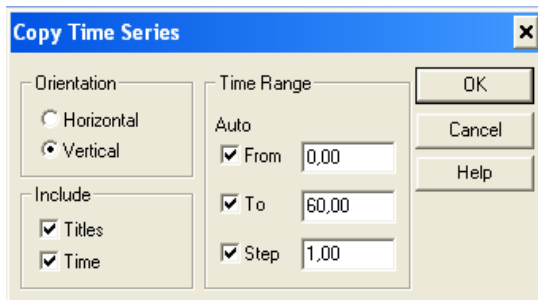 Copy Time Series
Orientation
Horizontal
Vertical
Include
Titles
Time
Time Range
Auto
From 0,00
To 60,00
Step 1,00
OK
Cancel
Help